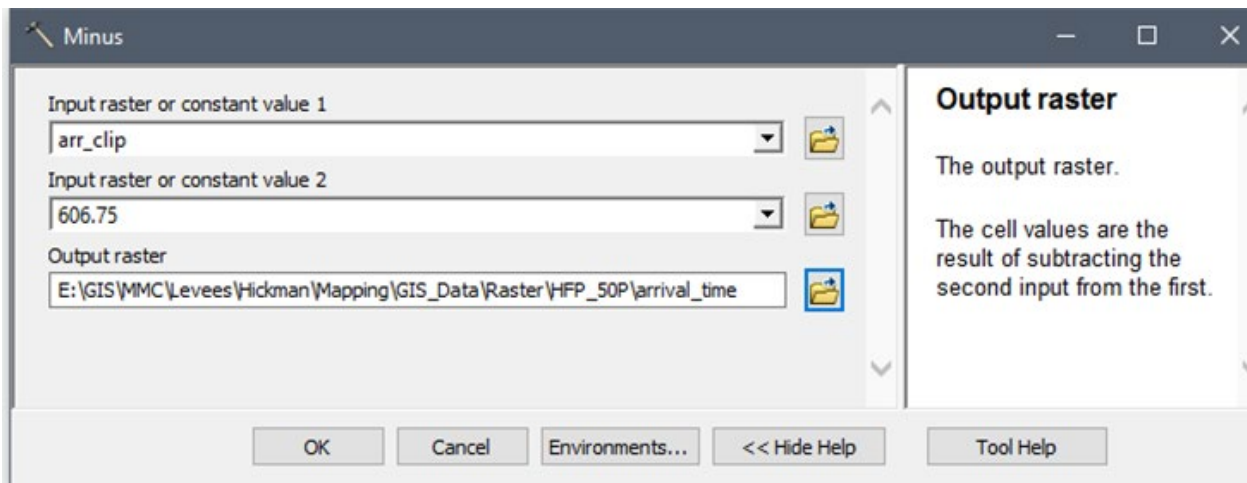 Minus
Input raster or constant value 1
arr_clip
Input raster or constant value 2
606.75
Output raster
E:\GIS\MMC\Levees\Hickman\Mapping\GIS_Data\Raster\HFP_50P\arrival_time
Output raster
The output raster.
The cell values are the
result of subtracting the
second input from the first.
OK
Cancel
Environments...
<< Hide Help
Tool Help